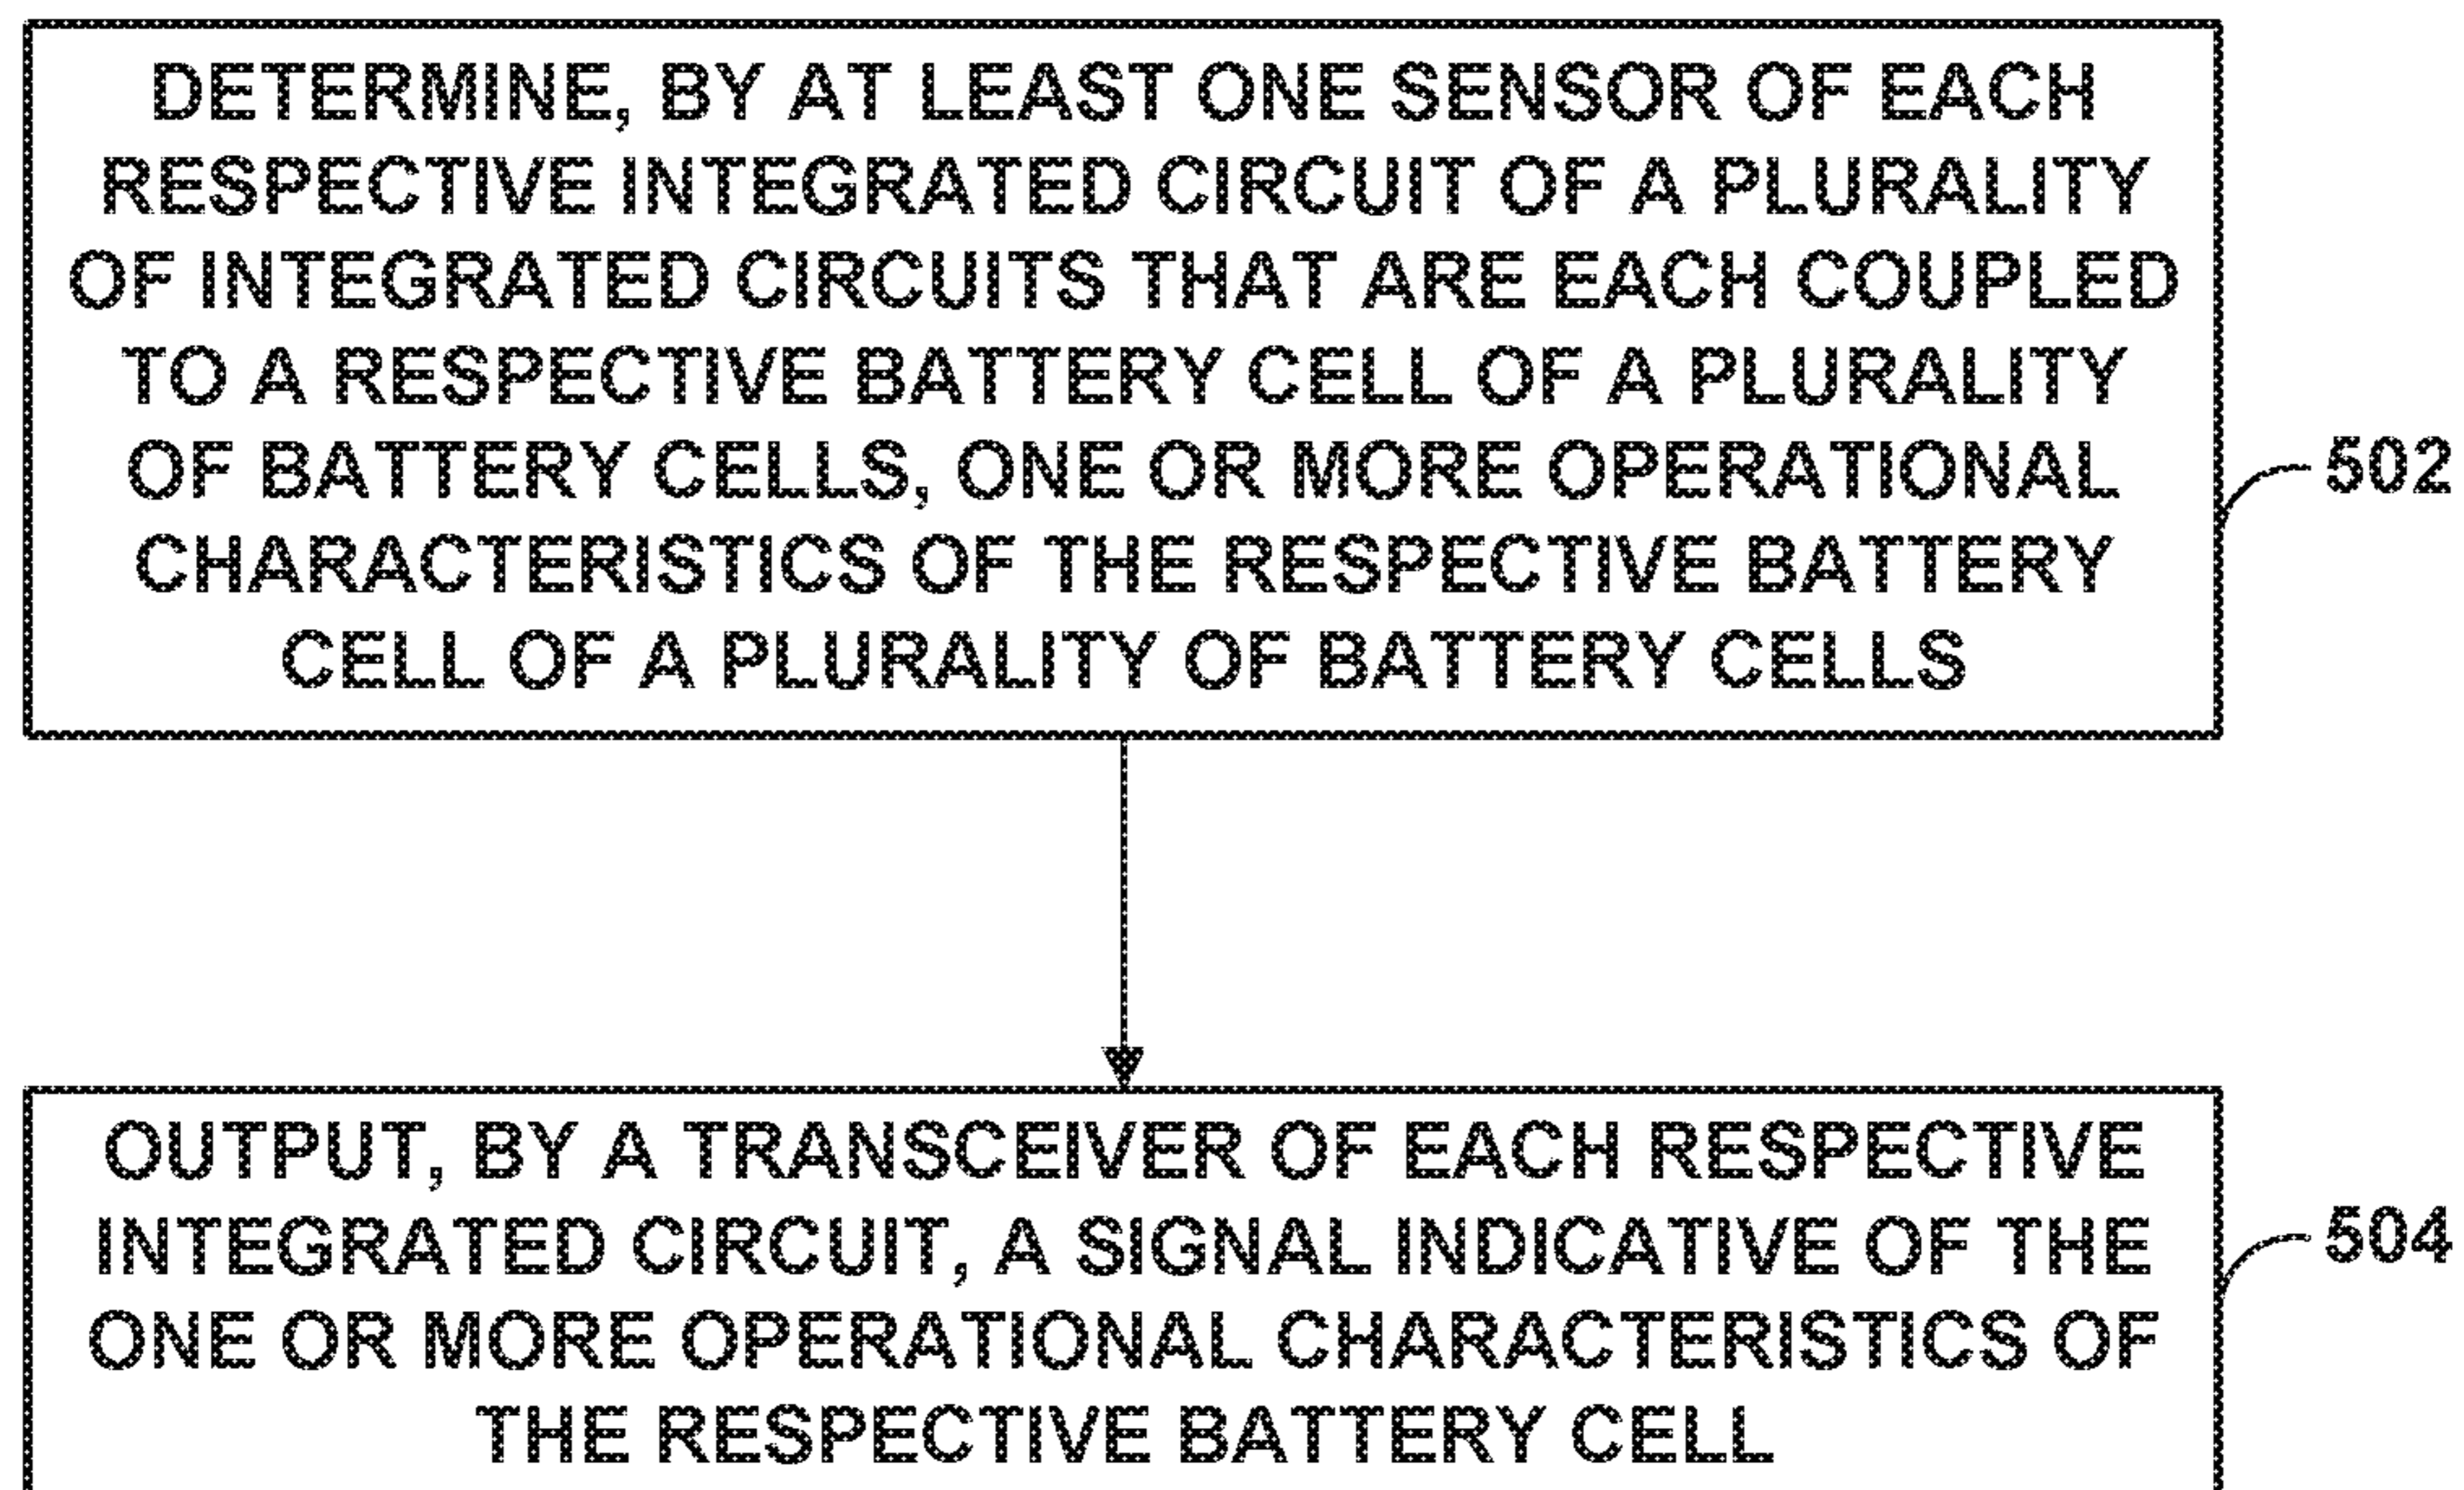 DETERMINE, BY AT LEAST ONE SENSOR OF EACH
RESPECTIVE INTEGRATED CIRCUIT OF A PLURALITY
OF INTEGRATED CIRCUITS THAT ARE EACH COUPLED
TO A RESPECTIVE BATTERY CELL OF A PLURALITY
OF BATTERY CELLS, ONE OR MORE OPERATIONAL
CHARACTERISTICS OF THE RESPECTIVE BATTERY
CELL OF A PLURALITY OF BATTERY CELLS
502
OUTPUT, BY A TRANSCEIVER OF EACH RESPECTIVE
INTEGRATED CIRCUIT, A SIGNAL INDICATIVE OF THE
ONE OR MORE OPERATIONAL CHARACTERISTICS OF
THE RESPECTIVE BATTERY CELL
504